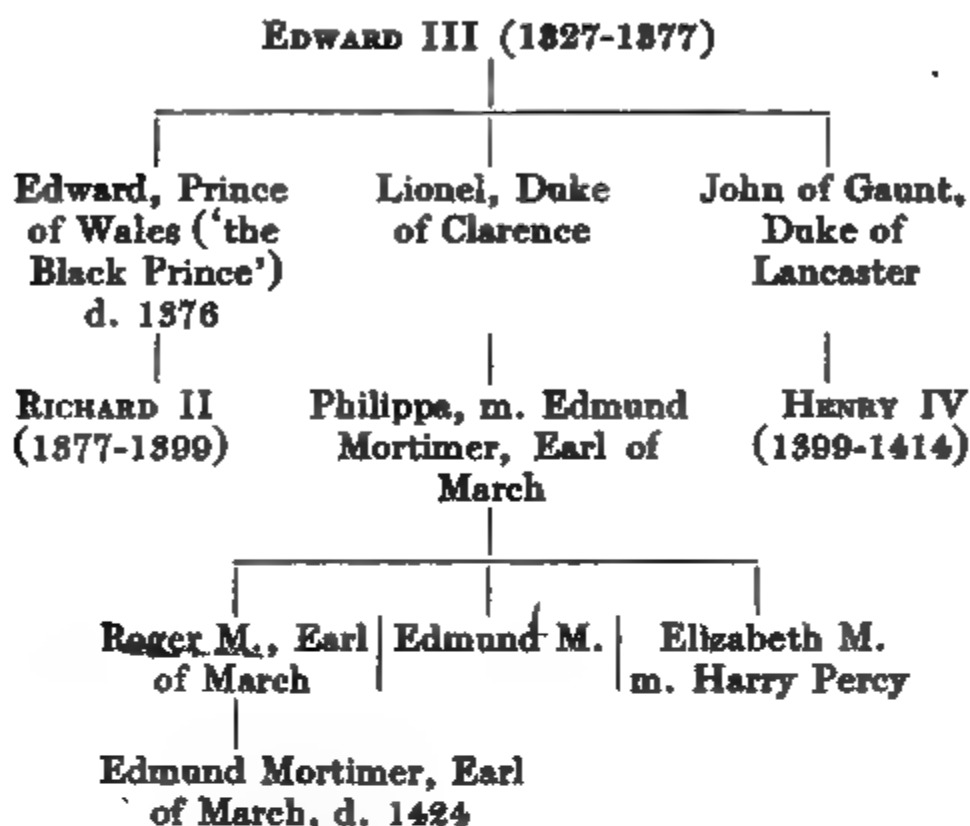 EDWARD III (1327-1377)
Edward, Prince
of Wales (‘the
Black Prince’)
d. 1376
Lionel, Duke
of Clarence
John of Gaunt,
Duke of
Lancaster
RICHARD II
(1377-1399)
Philippa, m. Edmund
Mortimer, Earl of
March
HENRY IV
(1399-1414)
Roger M., Earl
of March
Edmund M.
Elizabeth M.
m. Harry Percy
Edmund Mortimer, Earl
of March, d. 1424